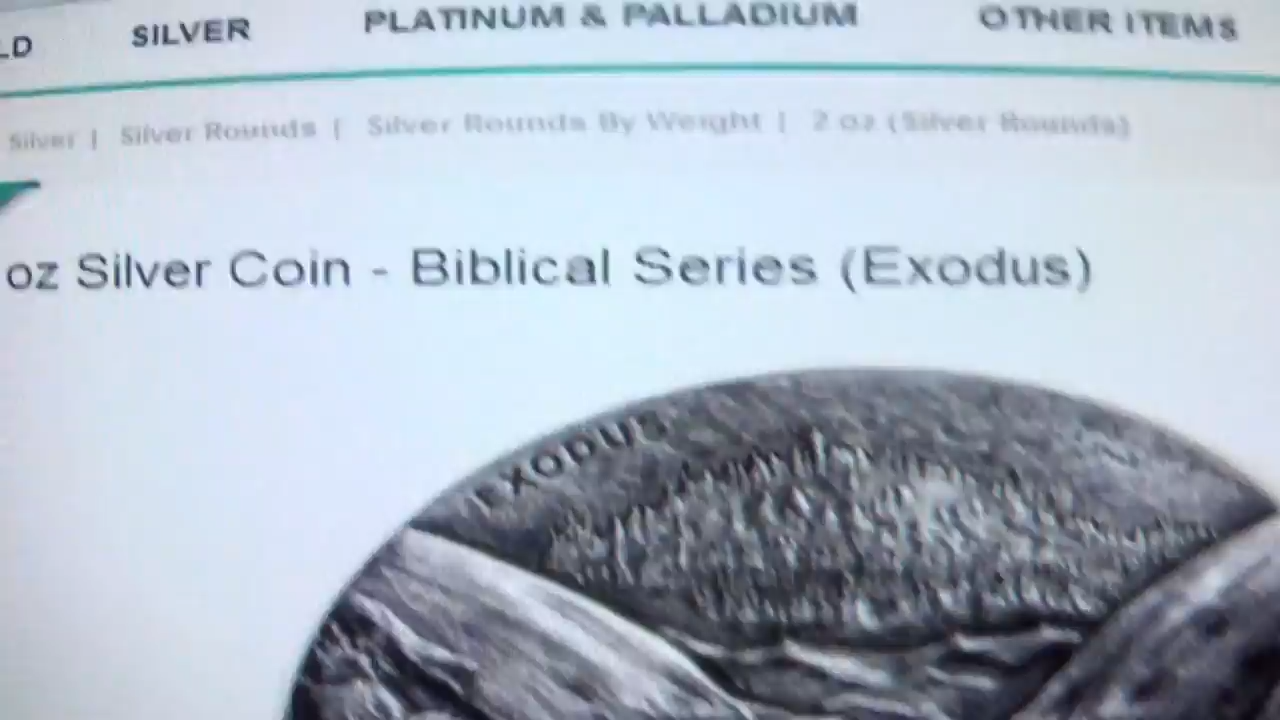 LD SILVER PLATINUM & PALLADIUM OTHER ITEMS
Silver | Silver Rounds | Silver Rounds By Weight | 2 oz (Silver Rounds)
oz Silver Coin - Biblical Series (Exodus)
EXODUS